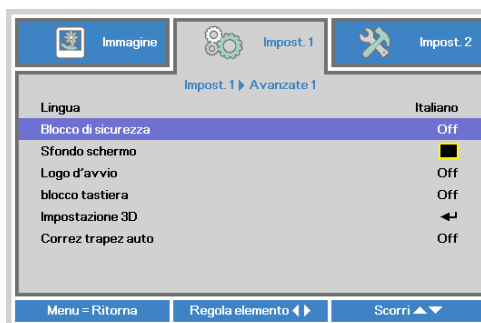 Immagine
Impost. 1
Impost. 2
Impost. 1 Avanzate 1
Lingua Italiano
Blocco di sicurezza Off
Sfondo schermo
Logo d'avvio Off
blocco tastiera Off
Impostazione 3D
Correz trapez auto Off
Menu = Ritorna
Regola elemento
Scorri